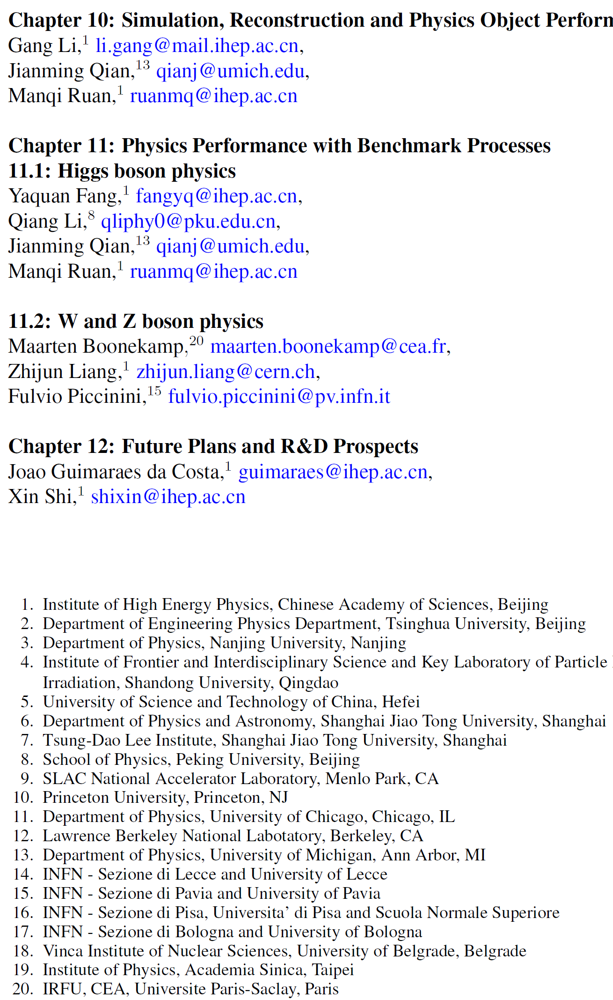 Chapter 10: Simulation, Reconstruction and Physics Object Perform
Gang Li,1 li.gang@mail.ihep.ac.cn,
Jianming Qian,13 qianj@umich.edu,
Manqi Ruan,1 ruanmq@ihep.ac.cn
Chapter 11: Physics Performance with Benchmark Processes
11.1: Higgs boson physics
Yaquan Fang,1 fangyq@ihep.ac.cn,
Qiang Li,8 qliphy0@pku.edu.cn,
Jianming Qian,13 qianj@umich.edu,
Manqi Ruan,1 ruanmq@ihep.ac.cn
11.2: W and Z boson physics
Maarten Boonekamp,20 maarten.boonekamp@cea.fr,
Zhijun Liang,1 zhijun.liang@cern.ch,
Fulvio Piccinini,15 fulvio.piccinini@pv.infn.it
Chapter 12: Future Plans and R&D Prospects
Joao Guimaraes da Costa,1 guimaraes@ihep.ac.cn,
Xin Shi,1 shixin@ihep.ac.cn
1. Institute of High Energy Physics, Chinese Academy of Sciences, Beijing
2. Department of Engineering Physics Department, Tsinghua University, Beijing
3. Department of Physics, Nanjing University, Nanjing
4. Institute of Frontier and Interdisciplinary Science and Key Laboratory of Particle
Irradiation, Shandong University, Qingdao
5. University of Science and Technology of China, Hefei
6. Department of Physics and Astronomy, Shanghai Jiao Tong University, Shanghai
7. Tsung-Dao Lee Institute, Shanghai Jiao Tong University, Shanghai
8. School of Physics, Peking University, Beijing
9. SLAC National Accelerator Laboratory, Menlo Park, CA
10. Princeton University, Princeton, NJ
11. Department of Physics, University of Chicago, Chicago, IL
12. Lawrence Berkeley National Labotatory, Berkeley, CA
13. Department of Physics, University of Michigan, Ann Arbor, MI
14. INFN - Sezione di Lecce and University of Lecce
15. INFN - Sezione di Pavia and University of Pavia
16. INFN - Sezione di Pisa, Universita' di Pisa and Scuola Normale Superiore
17. INFN - Sezione di Bologna and University of Bologna
18. Vinca Institute of Nuclear Sciences, University of Belgrade, Belgrade
19. Institute of Physics, Academia Sinica, Taipei
20. IRFU, CEA, Universite Paris-Saclay, Paris